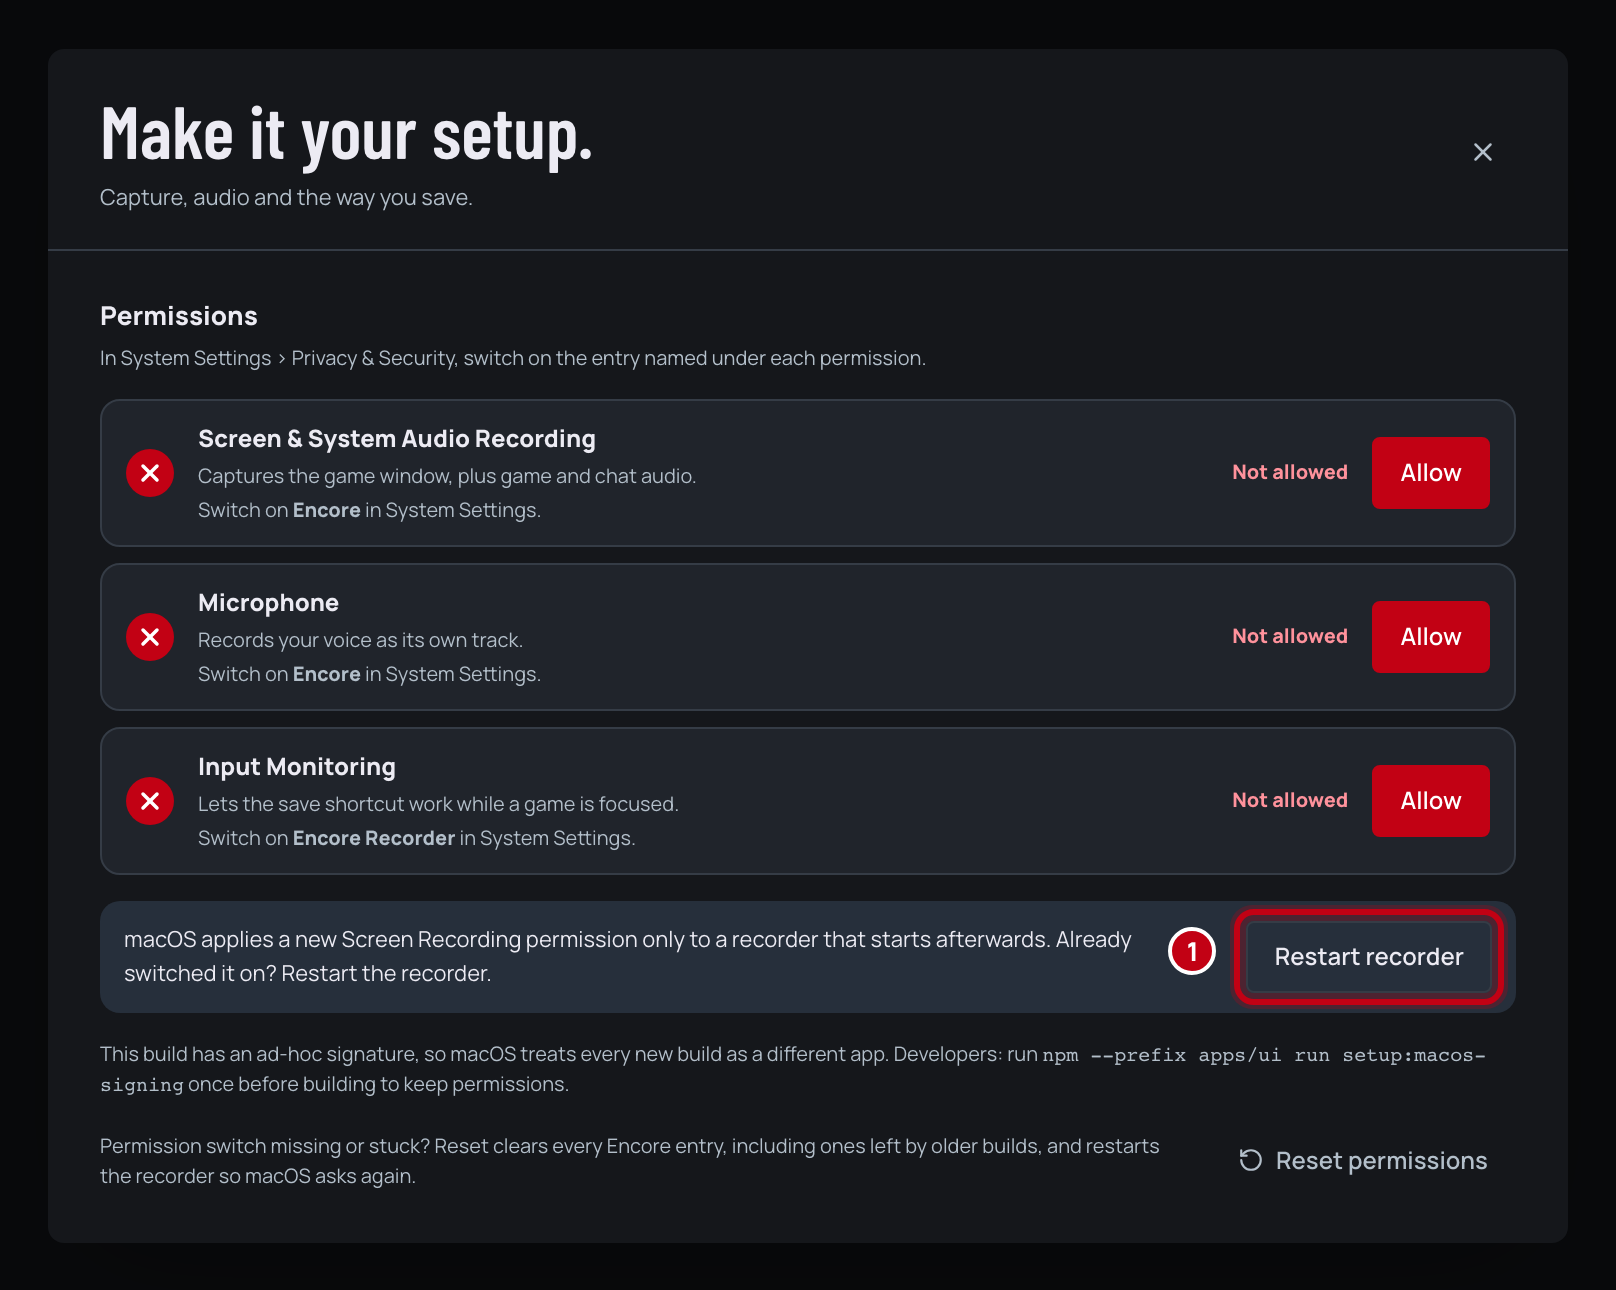 Make it your setup.
Capture, audio and the way you save.
Permissions
In System Settings > Privacy & Security, switch on the entry named under each permission.
Screen & System Audio Recording
Captures the game window, plus game and chat audio.
Switch on Encore in System Settings.
Not allowed
Allow
Microphone
Records your voice as its own track.
Switch on Encore in System Settings.
Not allowed
Allow
Input Monitoring
Lets the save shortcut work while a game is focused.
Switch on Encore Recorder in System Settings.
Not allowed
Allow
macOS applies a new Screen Recording permission only to a recorder that starts afterwards. Already
switched it on? Restart the recorder.
1
Restart recorder
This build has an ad-hoc signature, so macOS treats every new build as a different app. Developers: run npm --prefix apps/ui run setup:macos-
signing once before building to keep permissions.
Permission switch missing or stuck? Reset clears every Encore entry, including ones left by older builds, and restarts
the recorder so macOS asks again.
Reset permissions